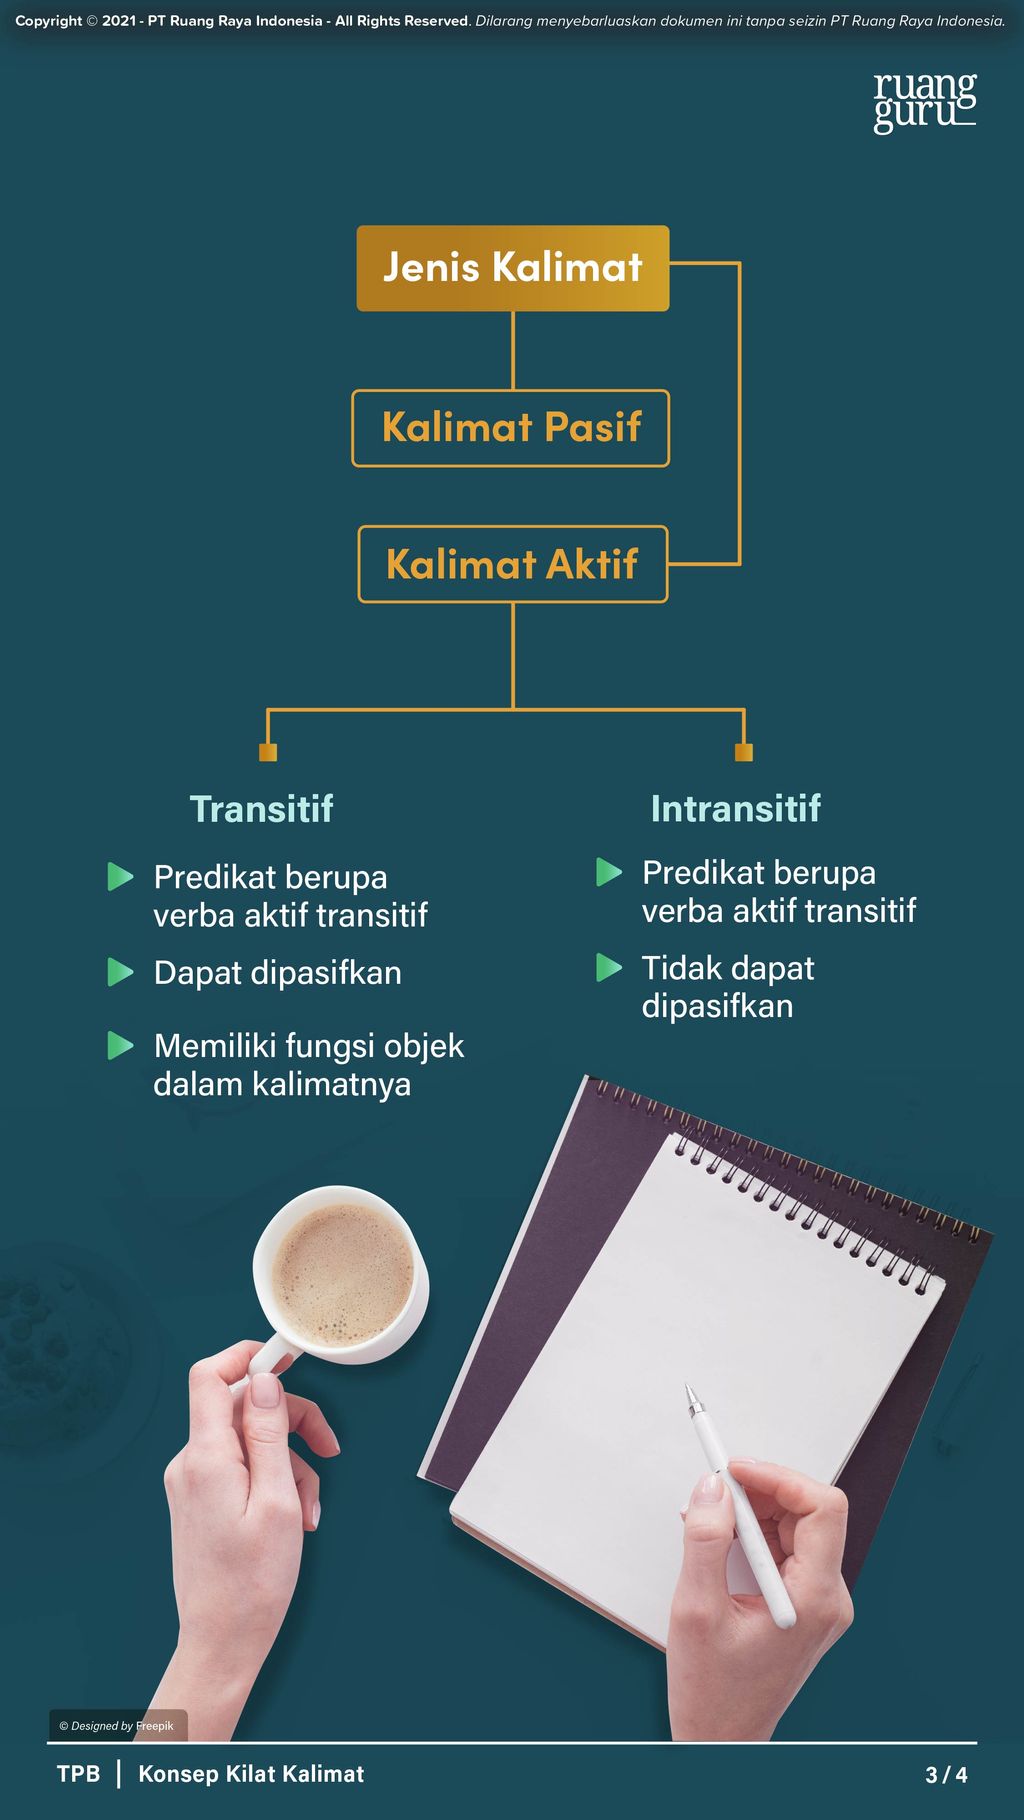 Copyright © 2021 - PT Ruang Raya Indonesia - All Rights Reserved. Dilarang menyebarluaskan dokumen ini tanpa seizin PT Ruang Raya Indonesia.
ruang
guru
Jenis Kalimat
Kalimat Pasif
Kalimat Aktif
Transitif
Predikat berupa
verba aktif transitif
Dapat dipasifkan
Memiliki fungsi objek
dalam kalimatnya
Intransitif
Predikat berupa
verba aktif transitif
Tidak dapat
dipasifkan
© Designed by Freepik
TPB | Konsep Kilat Kalimat
3 / 4